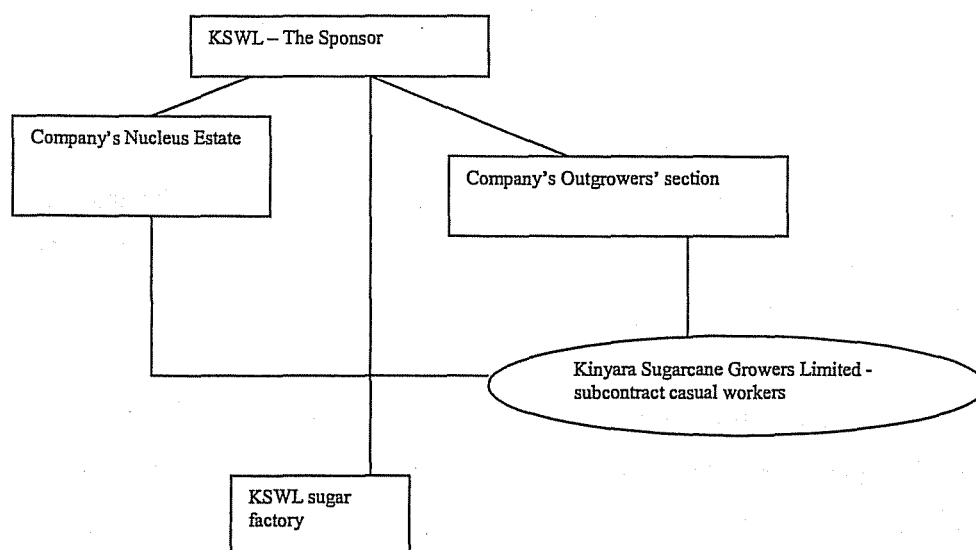 KSWL – The Sponsor
Company's Nucleus Estate
Company's Outgrowers' section
Kinyara Sugarcane Growers Limited -
subcontract casual workers
KSWL sugar
factory